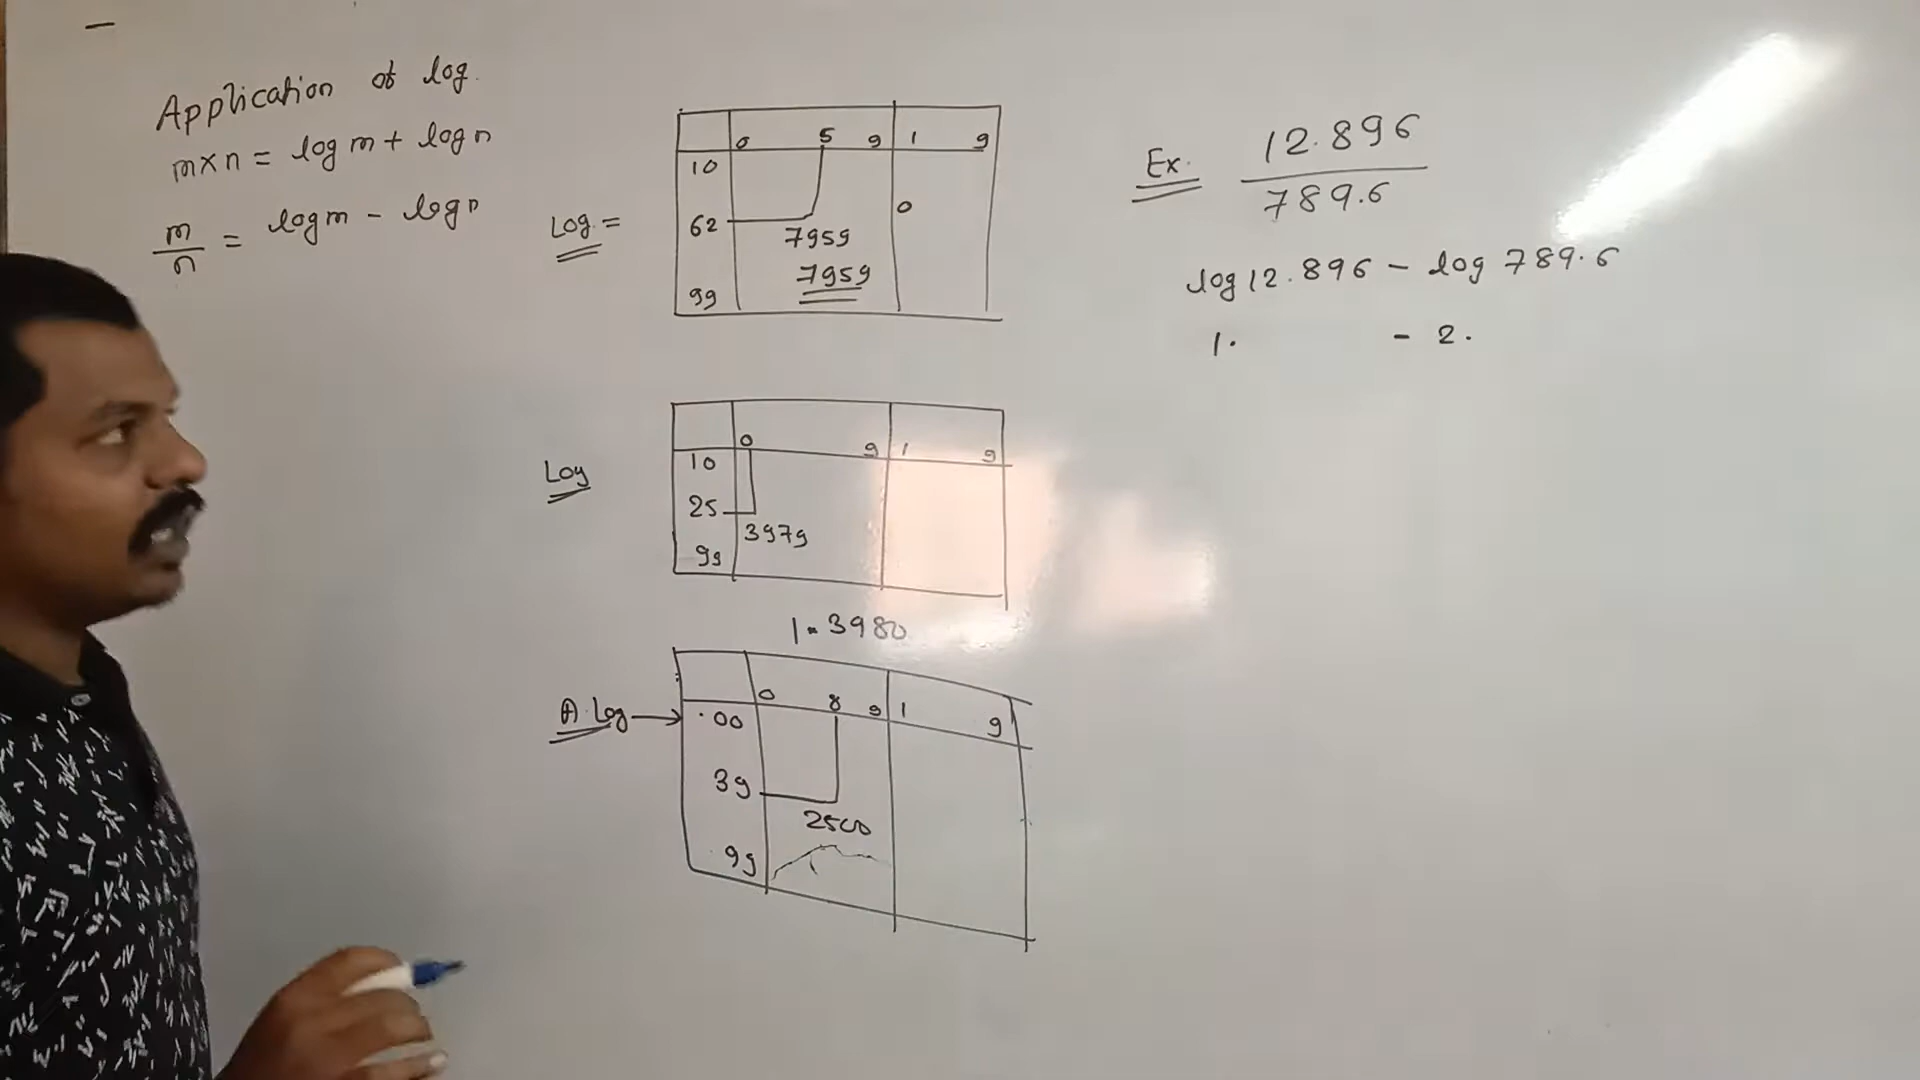 Application of log.
m×n = log m + log n
m/n = log m - log n
Log =
0 5 9 1 9
10
62 0
7959
7959
99
Log
0 9 1 9
10
25
3979
99
1.3980
A.Log
0 8 9 1 9
.00
39
2500
99
Ex. 12.896
789.6
log 12.896 - log 789.6
1. - 2.